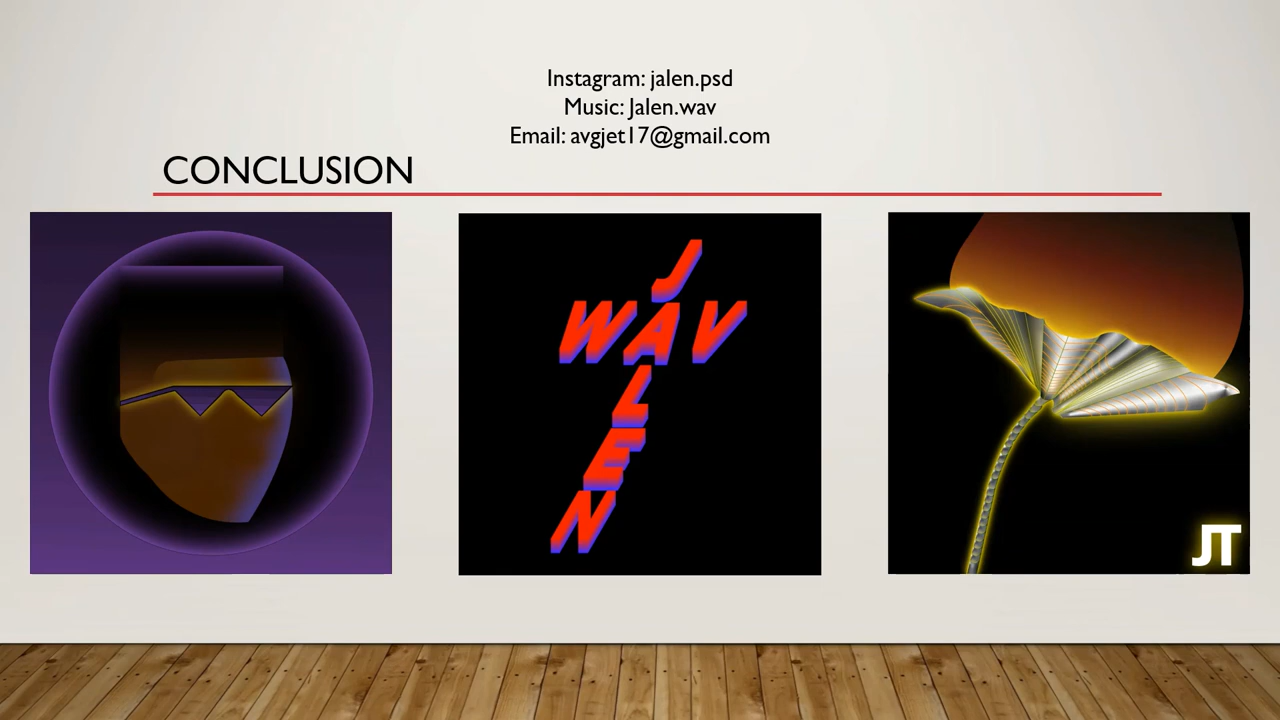 Instagram: jalen.psd
Music: Jalen.wav
Email: avgjet17@gmail.com
CONCLUSION
J
WAV
L
E
N
JT